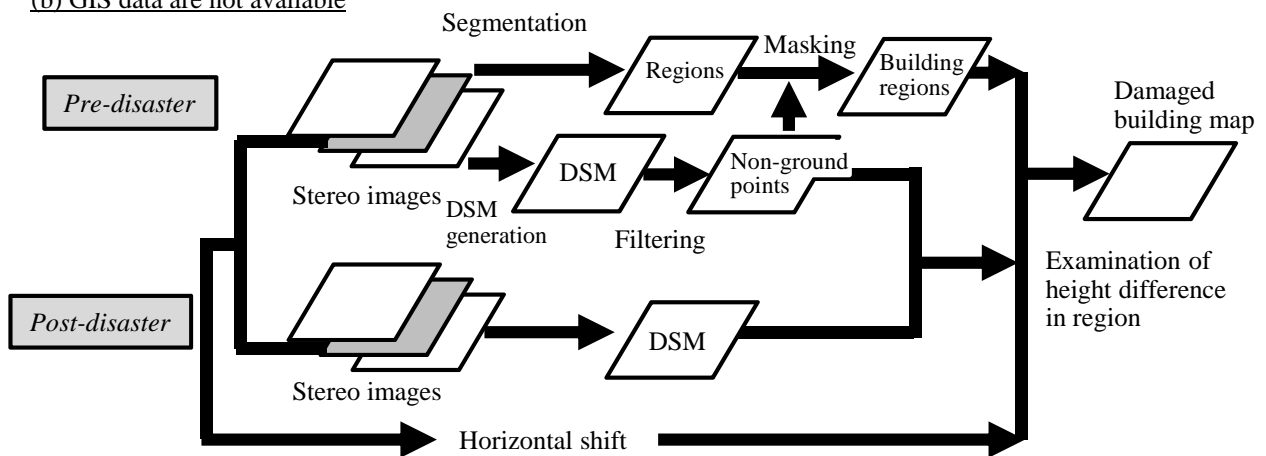 (b) GIS data are not available
Segmentation
Masking
Pre-disaster
Regions
Building
regions
Damaged
building map
DSM
Non-ground
points
Stereo images
DSM
generation
Filtering
Examination of
height difference
in region
Post-disaster
DSM
Stereo images
Horizontal shift